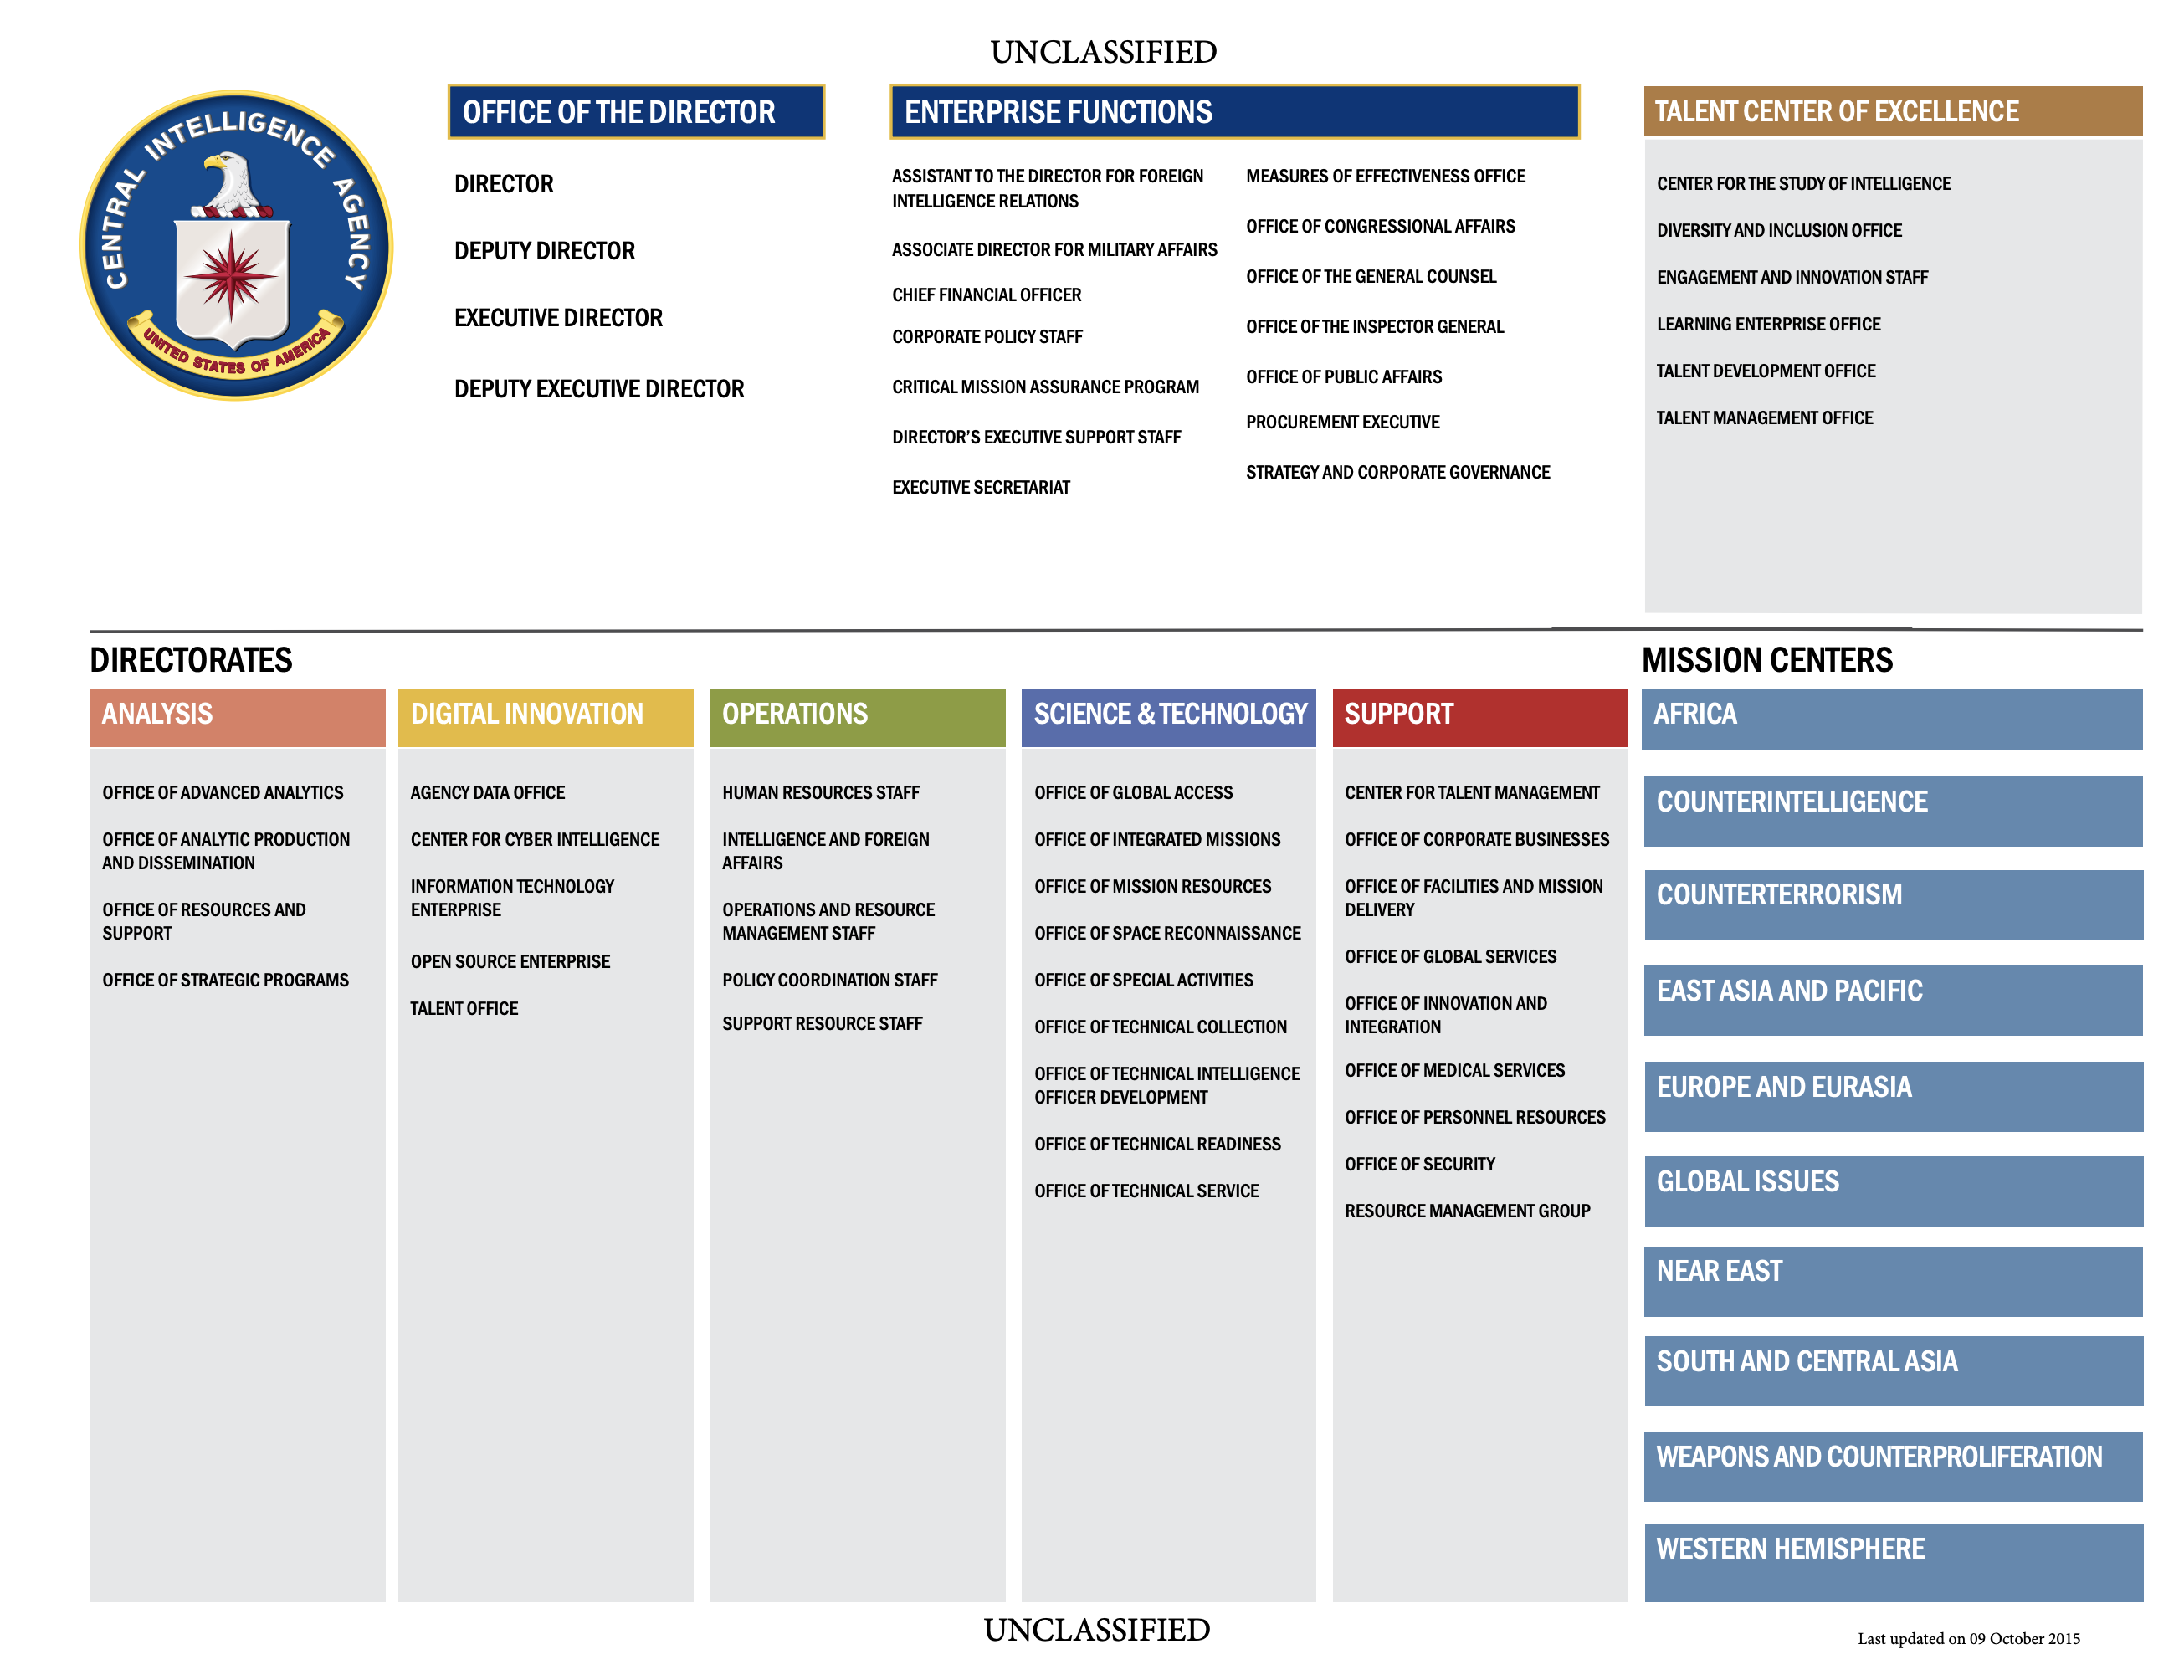 UNCLASSIFIED
CENTRAL INTELLIGENCE AGENCY
UNITED STATES OF AMERICA
OFFICE OF THE DIRECTOR
DIRECTOR
DEPUTY DIRECTOR
EXECUTIVE DIRECTOR
DEPUTY EXECUTIVE DIRECTOR
ENTERPRISE FUNCTIONS
ASSISTANT TO THE DIRECTOR FOR FOREIGN
INTELLIGENCE RELATIONS
ASSOCIATE DIRECTOR FOR MILITARY AFFAIRS
CHIEF FINANCIAL OFFICER
CORPORATE POLICY STAFF
CRITICAL MISSION ASSURANCE PROGRAM
DIRECTOR’S EXECUTIVE SUPPORT STAFF
EXECUTIVE SECRETARIAT
MEASURES OF EFFECTIVENESS OFFICE
OFFICE OF CONGRESSIONAL AFFAIRS
OFFICE OF THE GENERAL COUNSEL
OFFICE OF THE INSPECTOR GENERAL
OFFICE OF PUBLIC AFFAIRS
PROCUREMENT EXECUTIVE
STRATEGY AND CORPORATE GOVERNANCE
TALENT CENTER OF EXCELLENCE
CENTER FOR THE STUDY OF INTELLIGENCE
DIVERSITY AND INCLUSION OFFICE
ENGAGEMENT AND INNOVATION STAFF
LEARNING ENTERPRISE OFFICE
TALENT DEVELOPMENT OFFICE
TALENT MANAGEMENT OFFICE
DIRECTORATES
ANALYSIS
OFFICE OF ADVANCED ANALYTICS
OFFICE OF ANALYTIC PRODUCTION
AND DISSEMINATION
OFFICE OF RESOURCES AND
SUPPORT
OFFICE OF STRATEGIC PROGRAMS
DIGITAL INNOVATION
AGENCY DATA OFFICE
CENTER FOR CYBER INTELLIGENCE
INFORMATION TECHNOLOGY
ENTERPRISE
OPEN SOURCE ENTERPRISE
TALENT OFFICE
OPERATIONS
HUMAN RESOURCES STAFF
INTELLIGENCE AND FOREIGN
AFFAIRS
OPERATIONS AND RESOURCE
MANAGEMENT STAFF
POLICY COORDINATION STAFF
SUPPORT RESOURCE STAFF
SCIENCE & TECHNOLOGY
OFFICE OF GLOBAL ACCESS
OFFICE OF INTEGRATED MISSIONS
OFFICE OF MISSION RESOURCES
OFFICE OF SPACE RECONNAISSANCE
OFFICE OF SPECIAL ACTIVITIES
OFFICE OF TECHNICAL COLLECTION
OFFICE OF TECHNICAL INTELLIGENCE
OFFICER DEVELOPMENT
OFFICE OF TECHNICAL READINESS
OFFICE OF TECHNICAL SERVICE
SUPPORT
CENTER FOR TALENT MANAGEMENT
OFFICE OF CORPORATE BUSINESSES
OFFICE OF FACILITIES AND MISSION
DELIVERY
OFFICE OF GLOBAL SERVICES
OFFICE OF INNOVATION AND
INTEGRATION
OFFICE OF MEDICAL SERVICES
OFFICE OF PERSONNEL RESOURCES
OFFICE OF SECURITY
RESOURCE MANAGEMENT GROUP
MISSION CENTERS
AFRICA
COUNTERINTELLIGENCE
COUNTERTERRORISM
EAST ASIA AND PACIFIC
EUROPE AND EURASIA
GLOBAL ISSUES
NEAR EAST
SOUTH AND CENTRAL ASIA
WEAPONS AND COUNTERPROLIFERATION
WESTERN HEMISPHERE
UNCLASSIFIED
Last updated on 09 October 2015